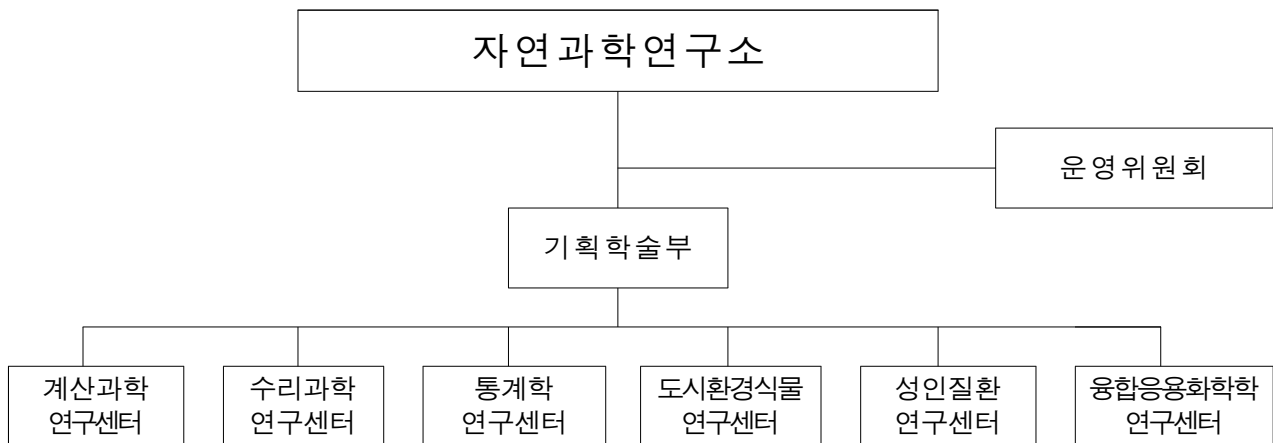 자연과학연구소
운영위원회
기획학술부
계산과학
연구센터
수리과학
연구센터
통계학
연구센터
도시환경식물
연구센터
성인질환
연구센터
융합응용화학학
연구센터